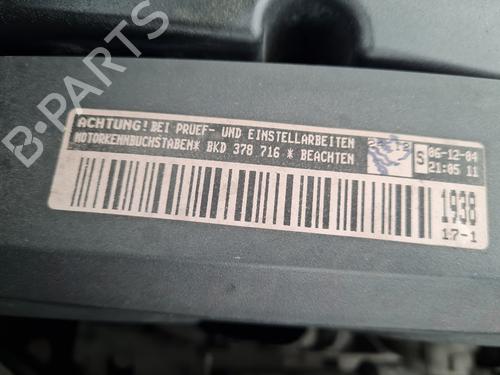 ACHTUNG! BEI PRUEF- UND EINSTELLARBEITEN
MOTORKENNBUCHSTABEN* BKD 378 716 * BEACHTEN
S
06-12-04
21:05 11
1938
17-1
B-PARTS